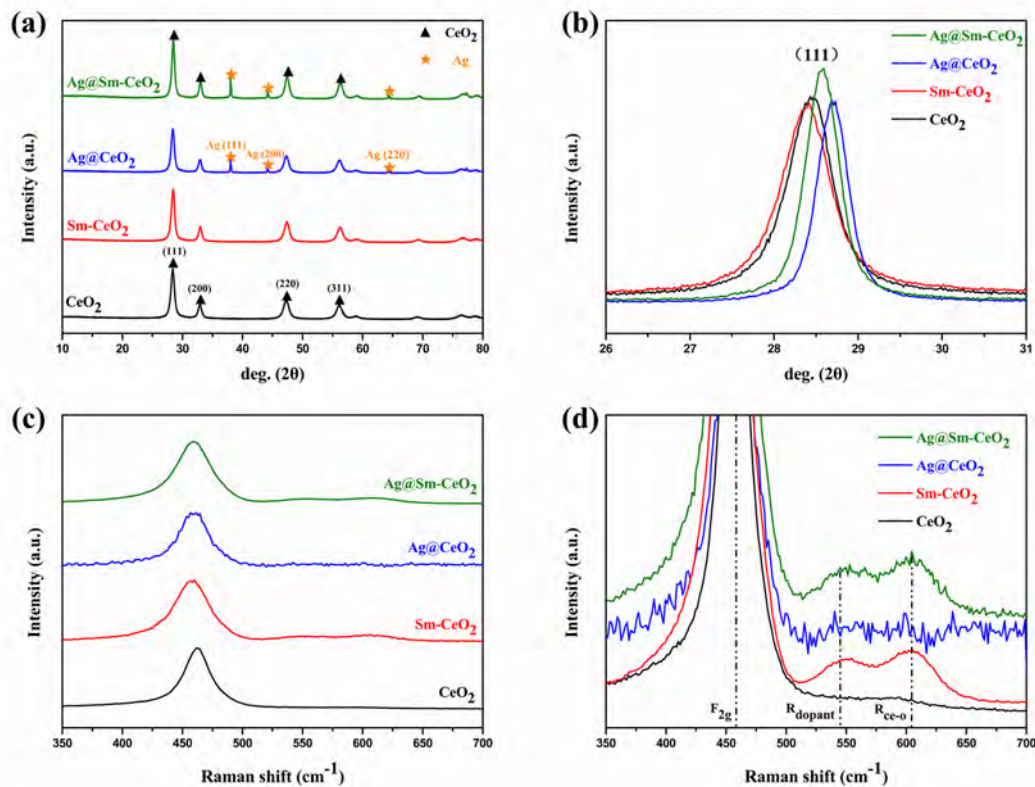 (a)
▲ CeO2
★ Ag
Ag@Sm-CeO2
Ag@CeO2
Ag (111)
Ag (200)
Ag (220)
Sm-CeO2
CeO2
(111)
(200)
(220)
(311)
Intensity (a.u.)
10 20 30 40 50 60 70 80
deg. (2θ)
(b)
(111)
Ag@Sm-CeO2
Ag@CeO2
Sm-CeO2
CeO2
Intensity (a.u.)
26 27 28 29 30 31
deg. (2θ)
(c)
Ag@Sm-CeO2
Ag@CeO2
Sm-CeO2
CeO2
Intensity (a.u.)
350 400 450 500 550 600 650 700
Raman shift (cm-1)
(d)
Ag@Sm-CeO2
Ag@CeO2
Sm-CeO2
CeO2
F2g
Rdopant
Rce-o
Intensity (a.u.)
350 400 450 500 550 600 650 700
Raman shift (cm-1)